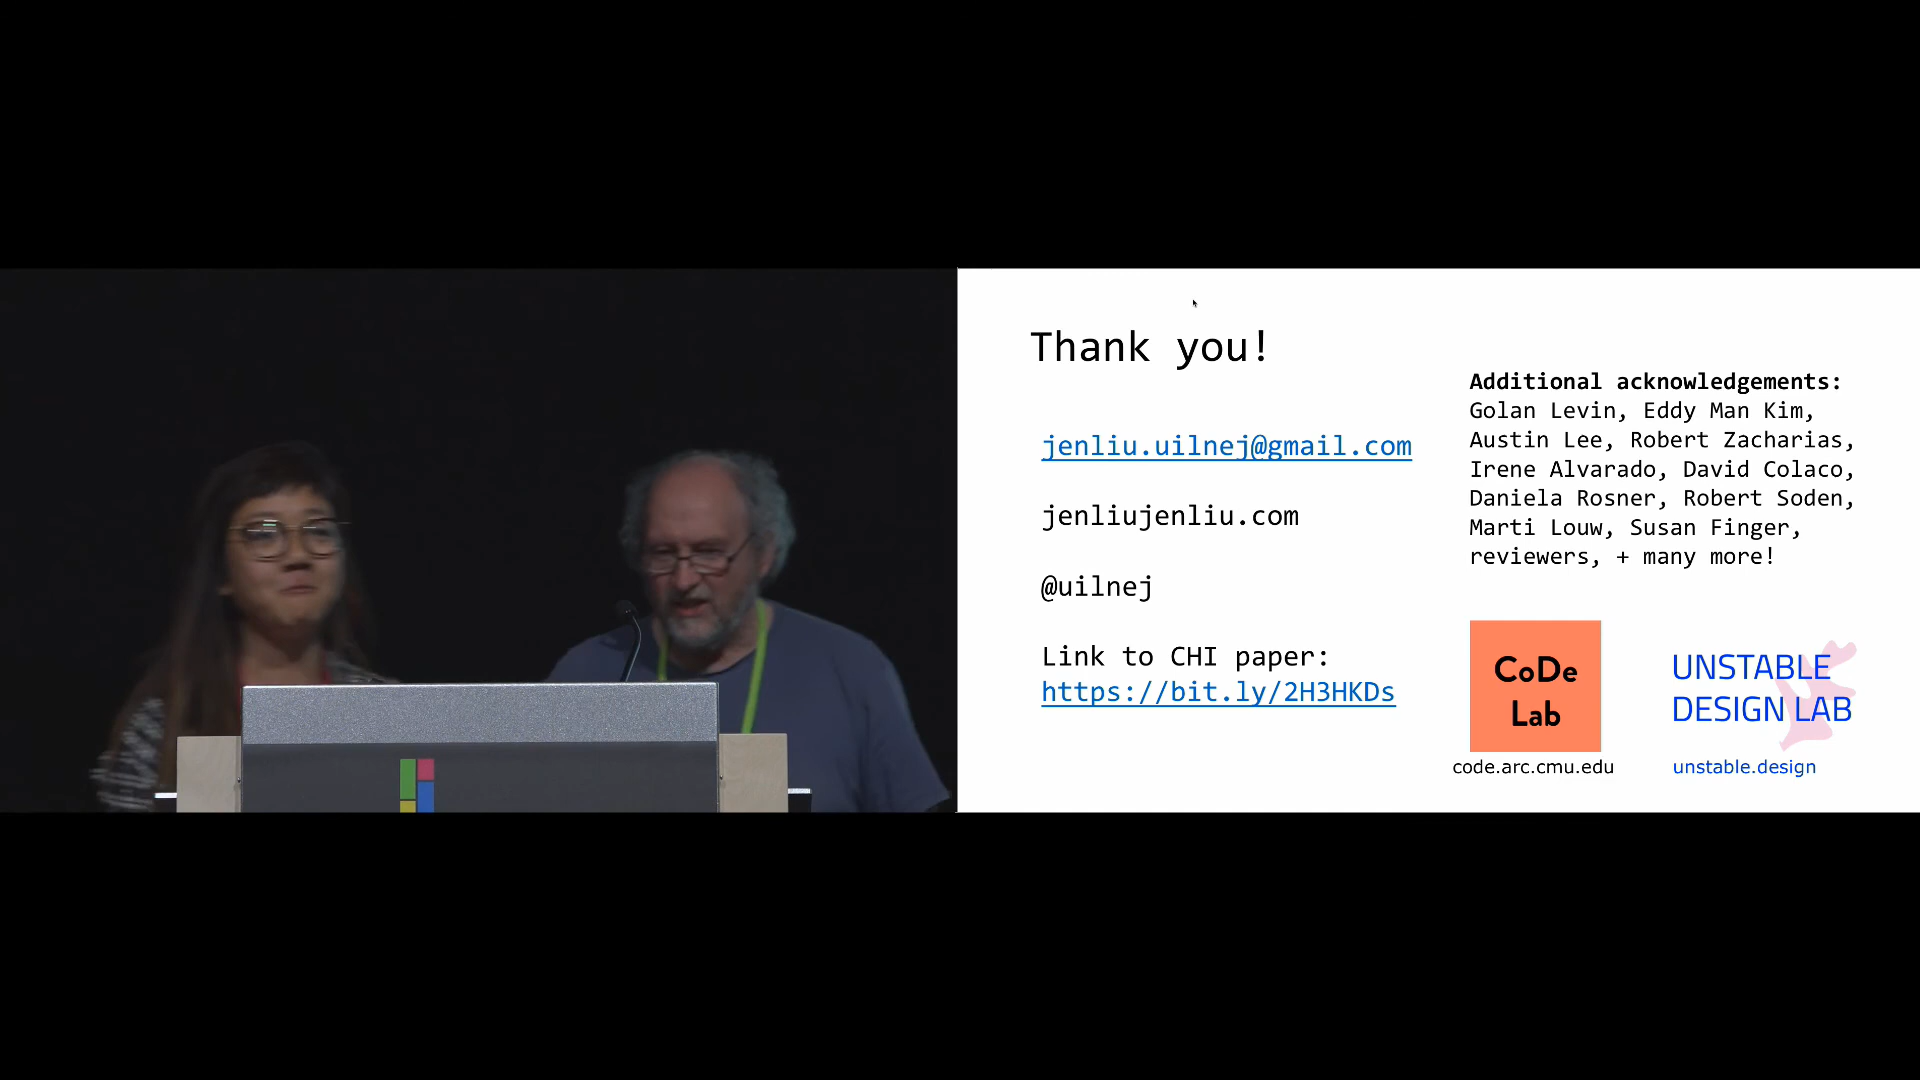 Thank you!
jenliu.uilnej@gmail.com
jenliujenliu.com
@uilnej
Link to CHI paper:
https://bit.ly/2H3HKDs
Additional acknowledgements:
Golan Levin, Eddy Man Kim,
Austin Lee, Robert Zacharias,
Irene Alvarado, David Colaco,
Daniela Rosner, Robert Soden,
Marti Louw, Susan Finger,
reviewers, + many more!
CoDe
Lab
code.arc.cmu.edu
UNSTABLE
DESIGN LAB
unstable.design